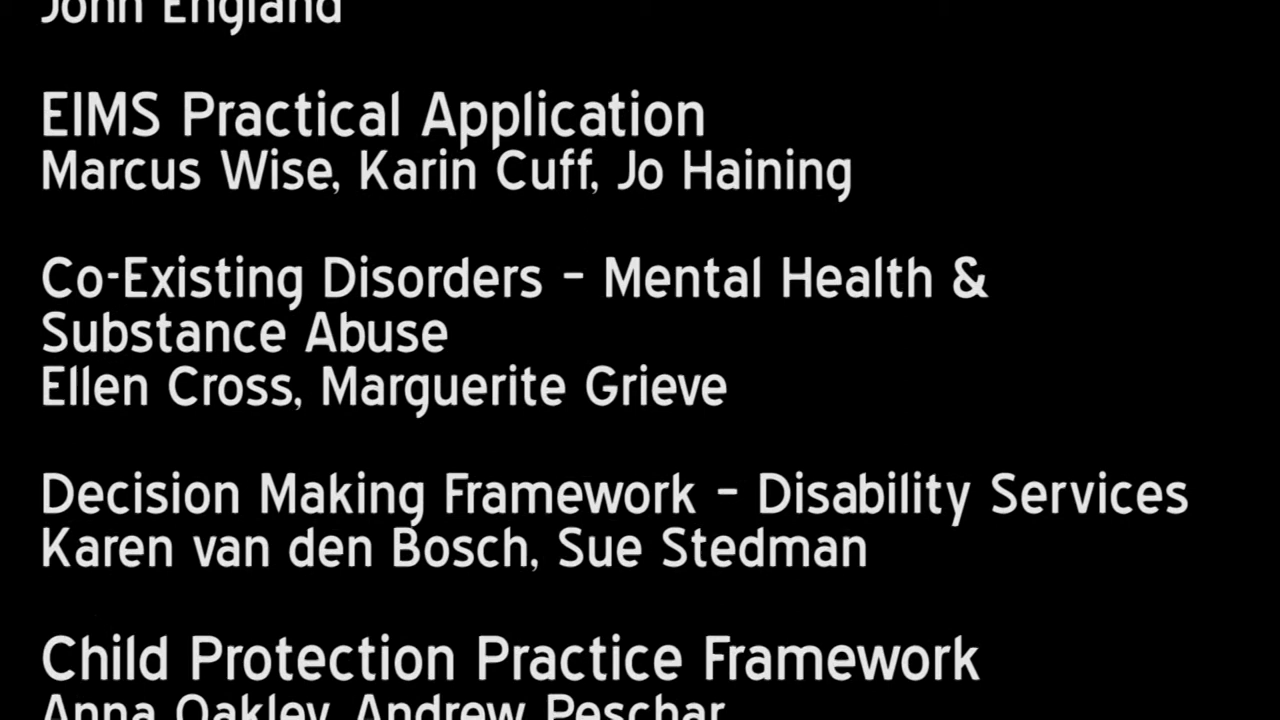 John England
EIMS Practical Application
Marcus Wise, Karin Cuff, Jo Haining
Co-Existing Disorders – Mental Health &
Substance Abuse
Ellen Cross, Marguerite Grieve
Decision Making Framework – Disability Services
Karen van den Bosch, Sue Stedman
Child Protection Practice Framework
Anna Oakley, Andrew Peschar